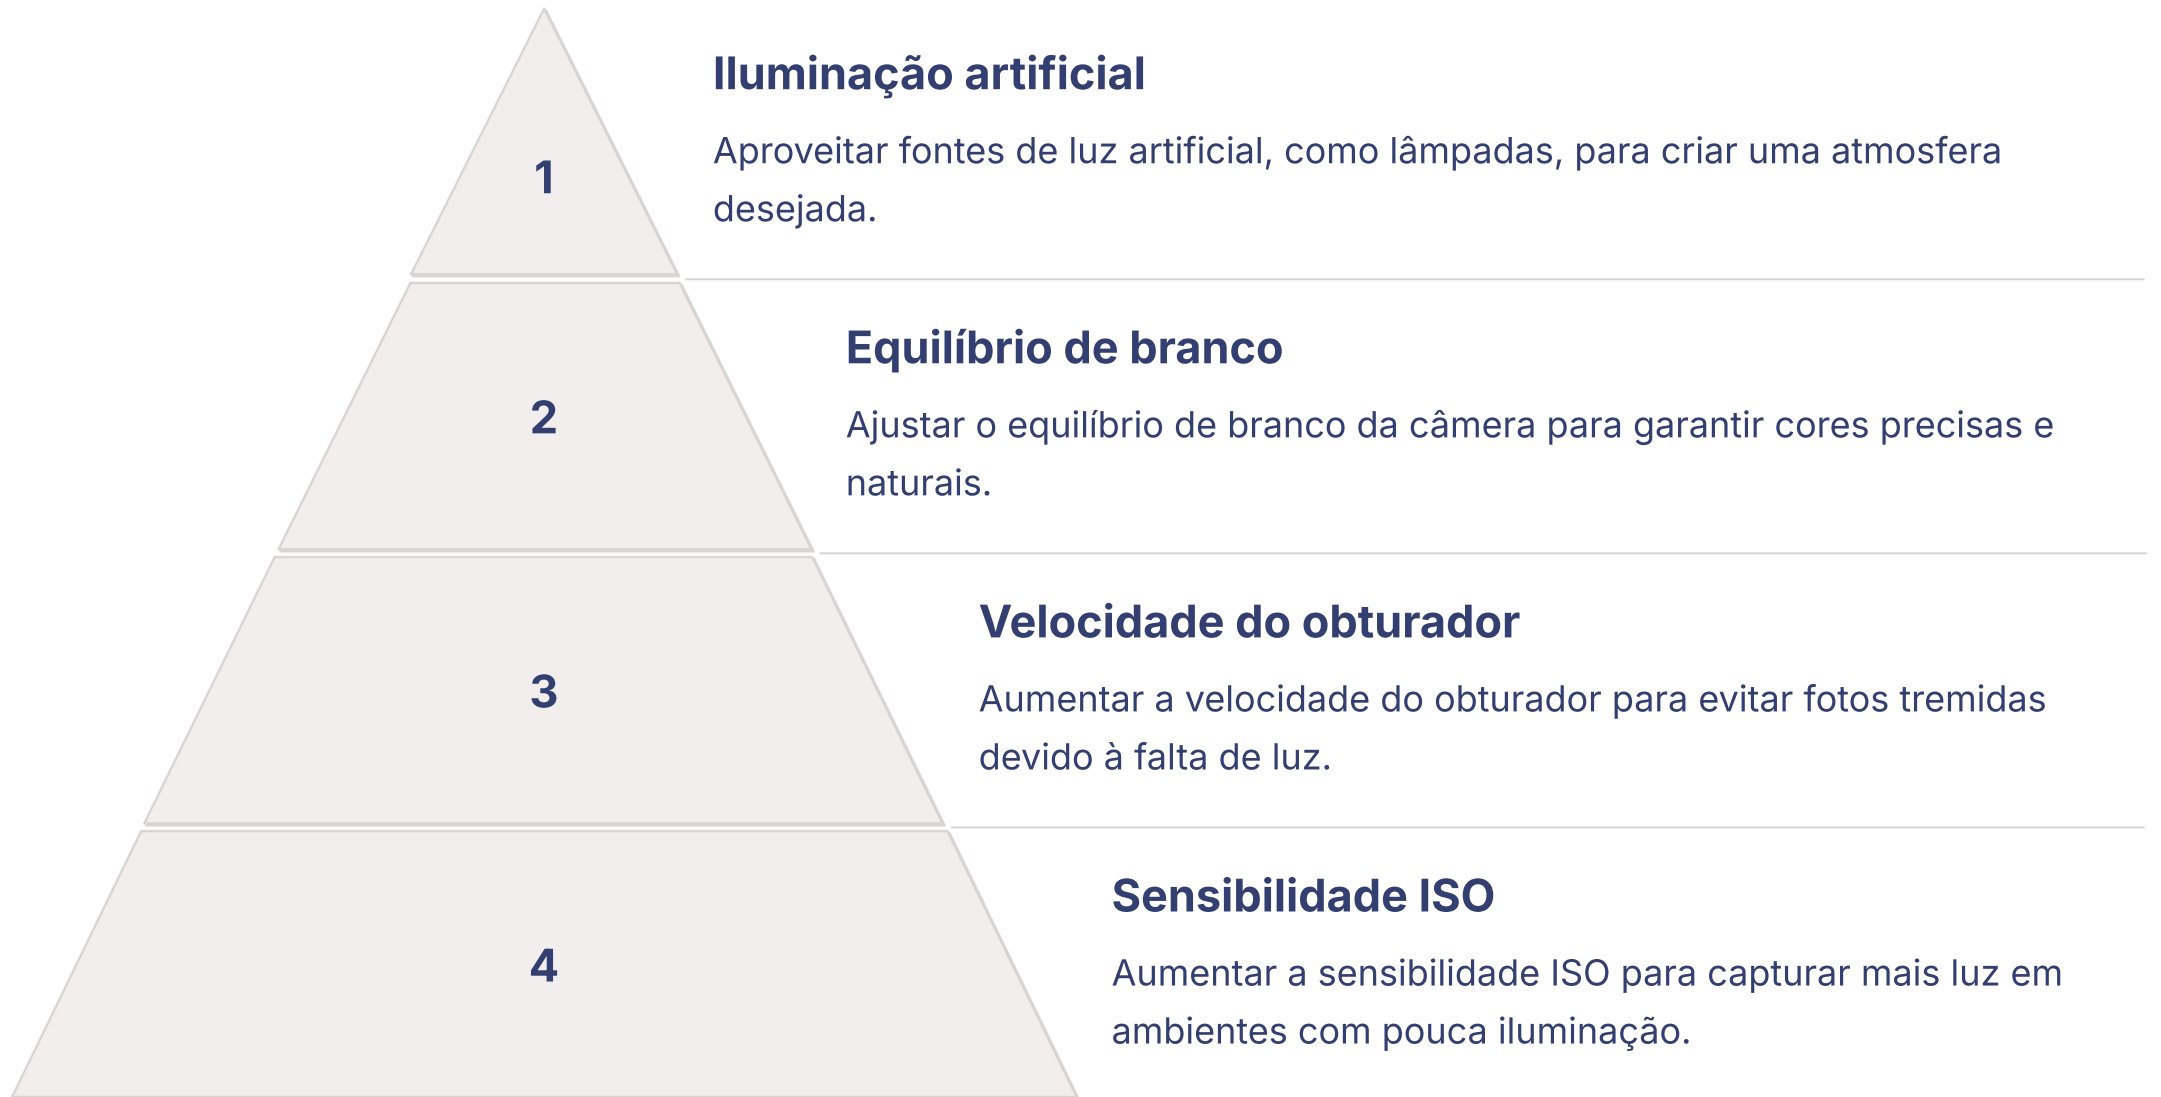 1
Iluminação artificial
Aproveitar fontes de luz artificial, como lâmpadas, para criar uma atmosfera
desejada.
2
Equilíbrio de branco
Ajustar o equilíbrio de branco da câmera para garantir cores precisas e
naturais.
3
Velocidade do obturador
Aumentar a velocidade do obturador para evitar fotos tremidas
devido à falta de luz.
4
Sensibilidade ISO
Aumentar a sensibilidade ISO para capturar mais luz em
ambientes com pouca iluminação.